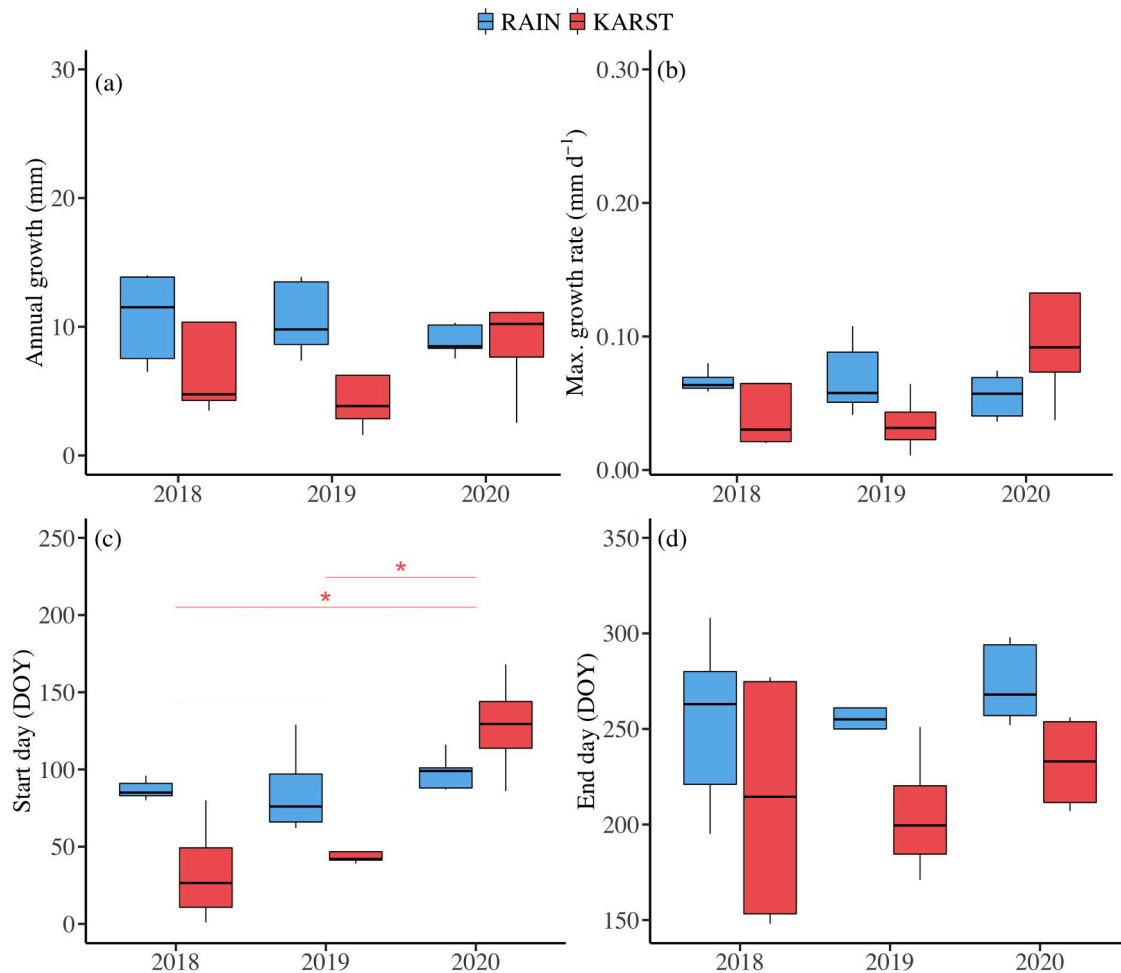 RAIN KARST
(a)
30
20
10
0
Annual growth (mm)
2018 2019 2020
(b)
0.30
0.20
0.10
0.00
Max. growth rate (mm d⁻¹)
2018 2019 2020
(c)
250
200
150
100
50
0
Start day (DOY)
* 
*
2018 2019 2020
(d)
350
300
250
200
150
End day (DOY)
2018 2019 2020